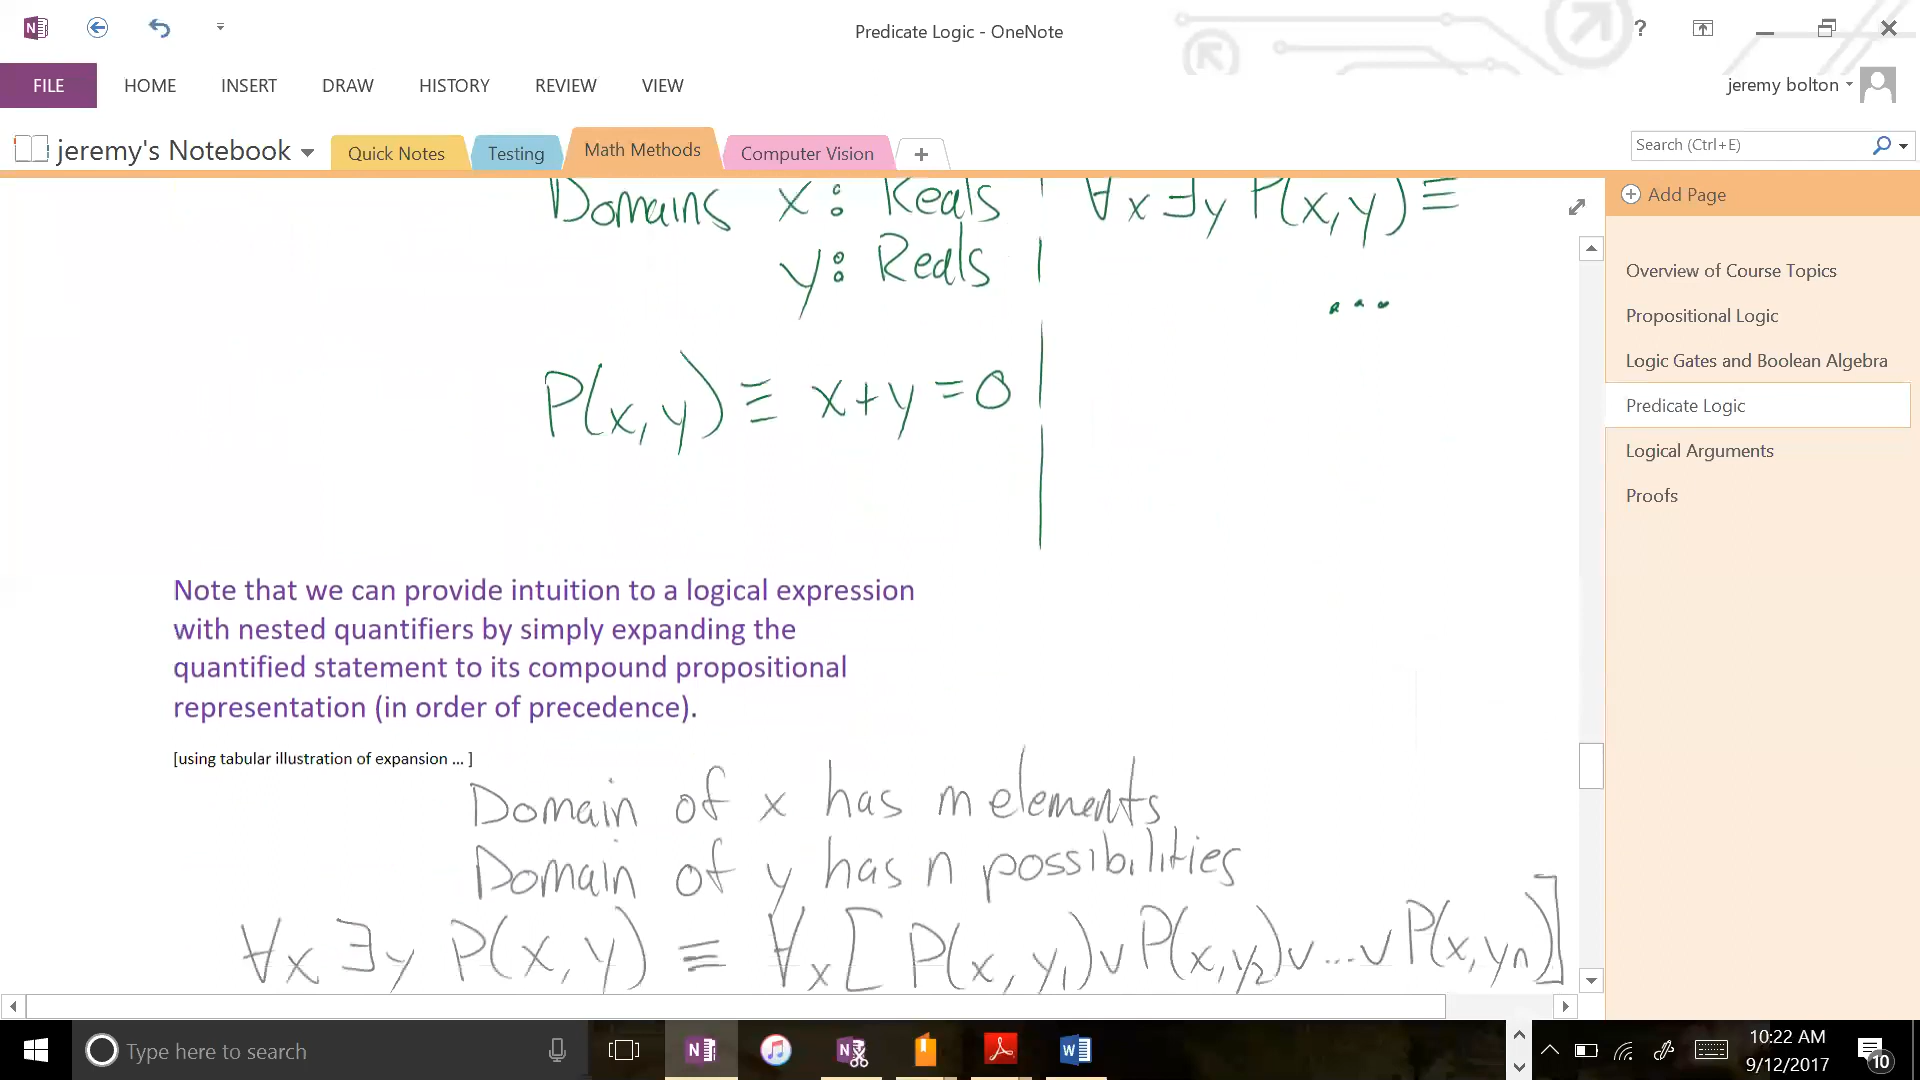 Predicate Logic - OneNote
?
FILE HOME INSERT DRAW HISTORY REVIEW VIEW
jeremy bolton
jeremy's Notebook
Quick Notes
Testing
Math Methods
Computer Vision
+
Search (Ctrl+E)
Domains x: Reals
y: Reals
∀x ∃y P(x,y) ≡
...
P(x,y) ≡ x+y=0
Note that we can provide intuition to a logical expression
with nested quantifiers by simply expanding the
quantified statement to its compound propositional
representation (in order of precedence).
[using tabular illustration of expansion ... ]
Domain of x has m elements
Domain of y has n possibilities
∀x ∃y P(x,y) ≡ ∀x [ P(x,y₁) ∨ P(x,y₂) ∨ ... ∨ P(x,yn)]
Add Page
Overview of Course Topics
Propositional Logic
Logic Gates and Boolean Algebra
Predicate Logic
Logical Arguments
Proofs
Type here to search
10:22 AM
9/12/2017
10